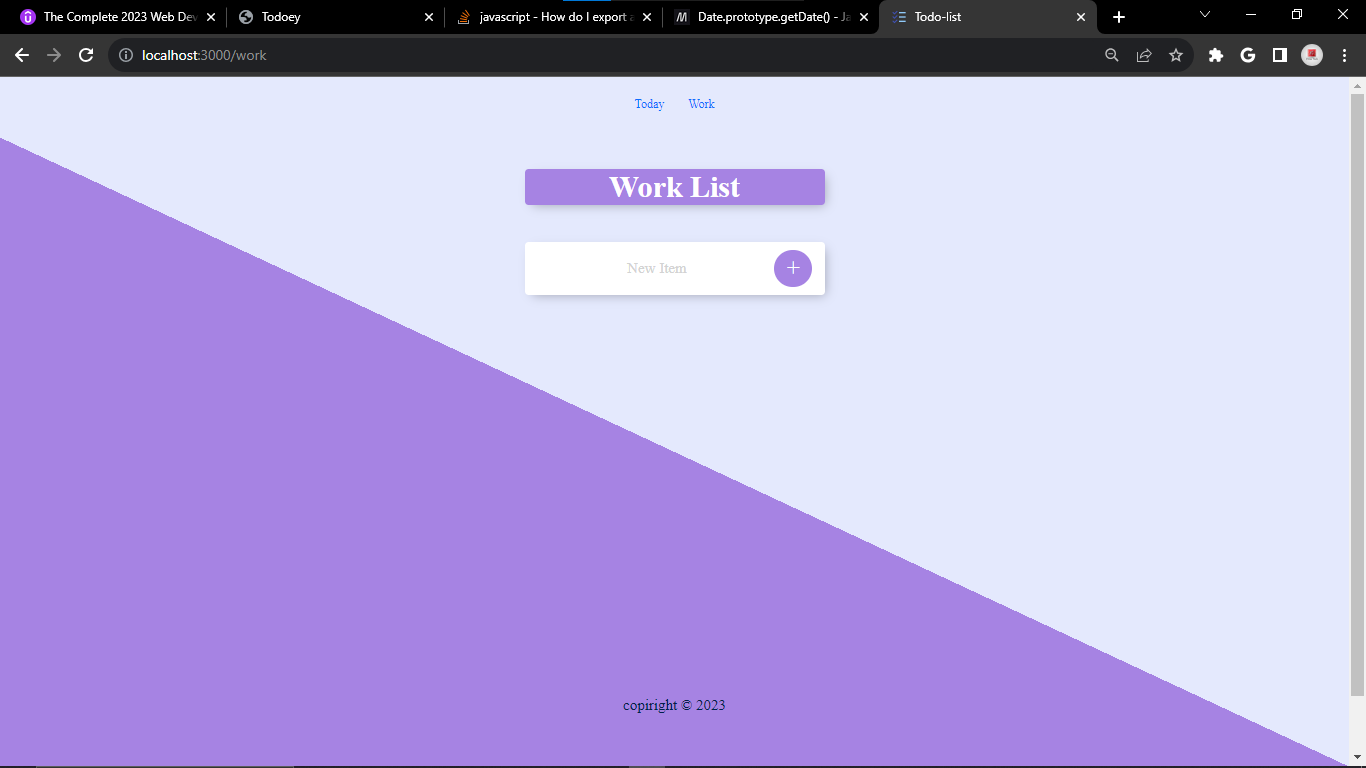 The Complete 2023 Web Dev
Todoey
javascript - How do I export a
Date.prototype.getDate() - Ja
Todo-list
localhost:3000/work
Today Work
Work List
New Item
copiright © 2023